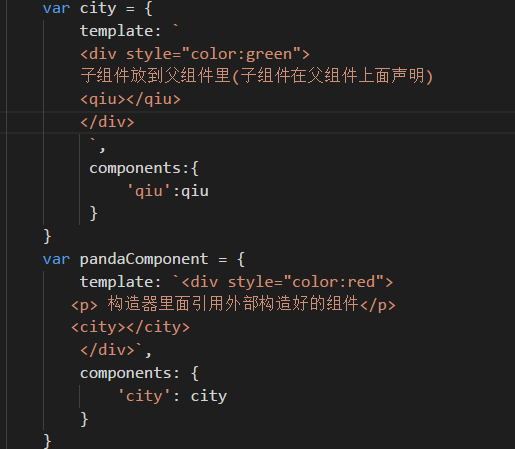 var city = {
template: `
<div style="color:green">
子组件放到父组件里(子组件在父组件上面声明)
<qiu></qiu>
</div>
`,
components:{
'qiu':qiu
}
}
var pandaComponent = {
template: `<div style="color:red">
<p> 构造器里面引用外部构造好的组件</p>
<city></city>
</div>`,
components: {
'city': city
}
}